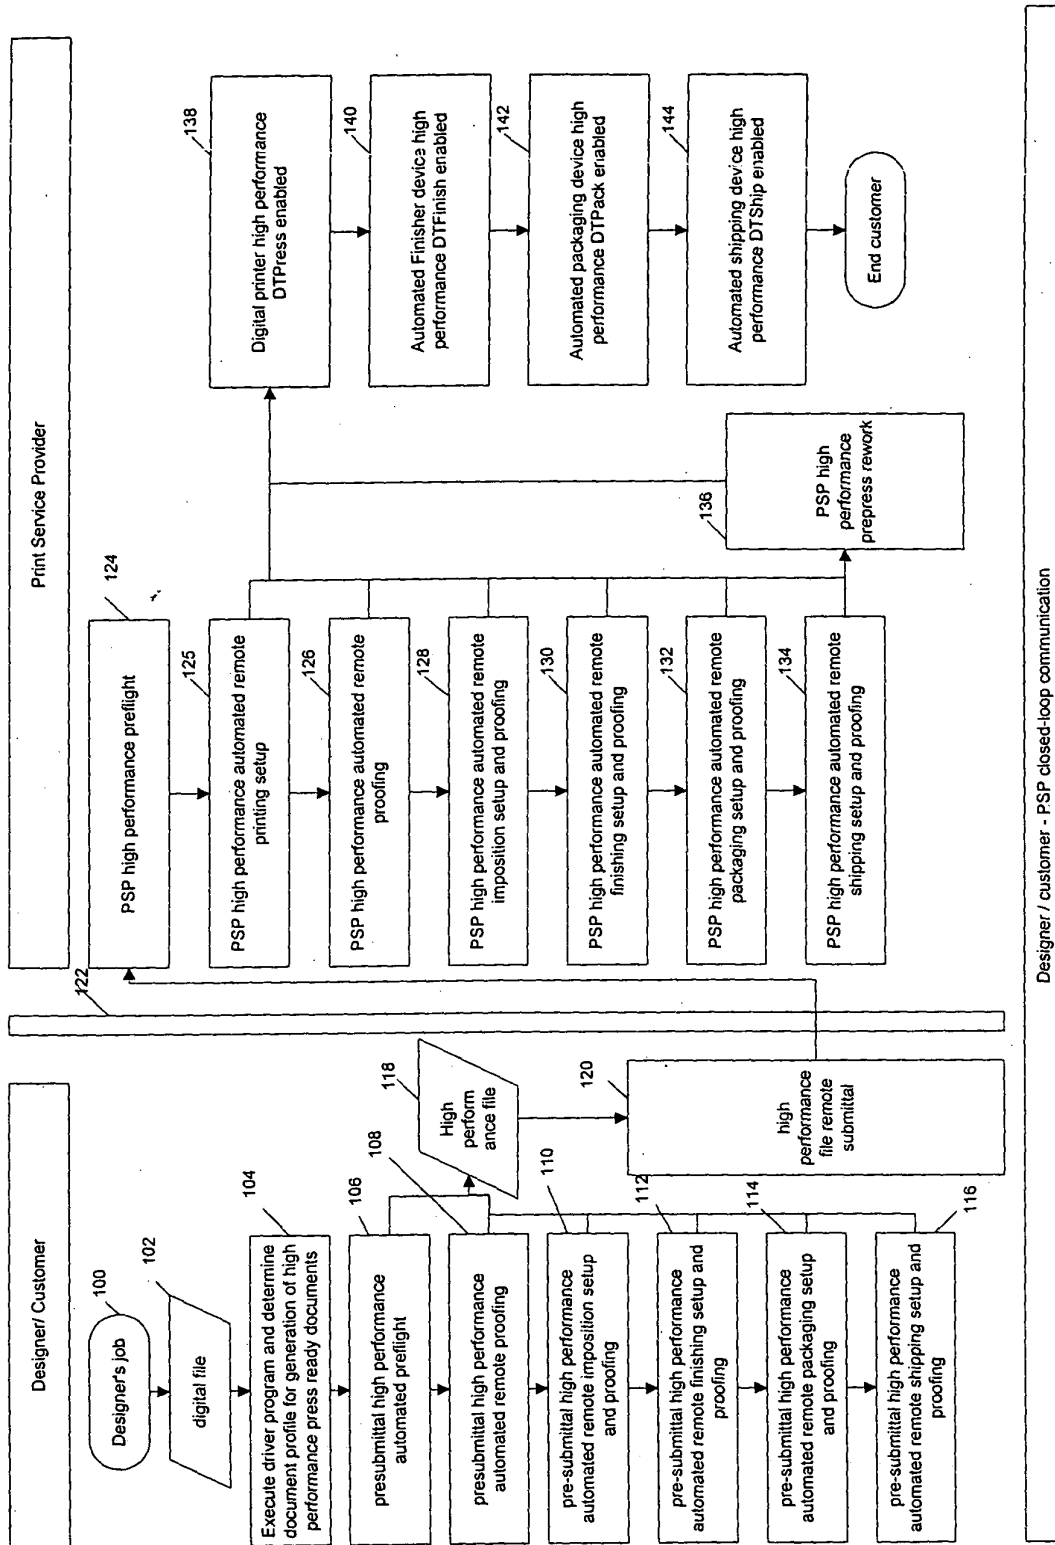 Designer/ Customer
100
Designer's job
102
digital file
104
Execute driver program and determine
document profile for generation of high
performance press ready documents
106
presubmittal high performance
automated preflight
108
presubmittal high performance
automated remote proofing
110
pre-submittal high performance
automated remote imposition setup
and proofing
112
pre-submittal high performance
automated remote finishing setup and
proofing
114
pre-submittal high performance
automated remote packaging setup
and proofing
116
pre-submittal high performance
automated remote shipping setup and
proofing
118
High
perform
ance file
120
high
performance
file remote
submittal
122
Print Service Provider
124
PSP high performance preflight
125
PSP high performance automated remote
printing setup
126
PSP high performance automated remote
proofing
128
PSP high performance automated remote
imposition setup and proofing
130
PSP high performance automated remote
finishing setup and proofing
132
PSP high performance automated remote
packaging setup and proofing
134
PSP high performance automated remote
shipping setup and proofing
136
PSP high
performance
prepress rework
138
Digital printer high performance
DTPress enabled
140
Automated Finisher device high
performance DTFinish enabled
142
Automated packaging device high
performance DTPack enabled
144
Automated shipping device high
performance DTShip enabled
End customer
Designer / customer - PSP closed-loop communication